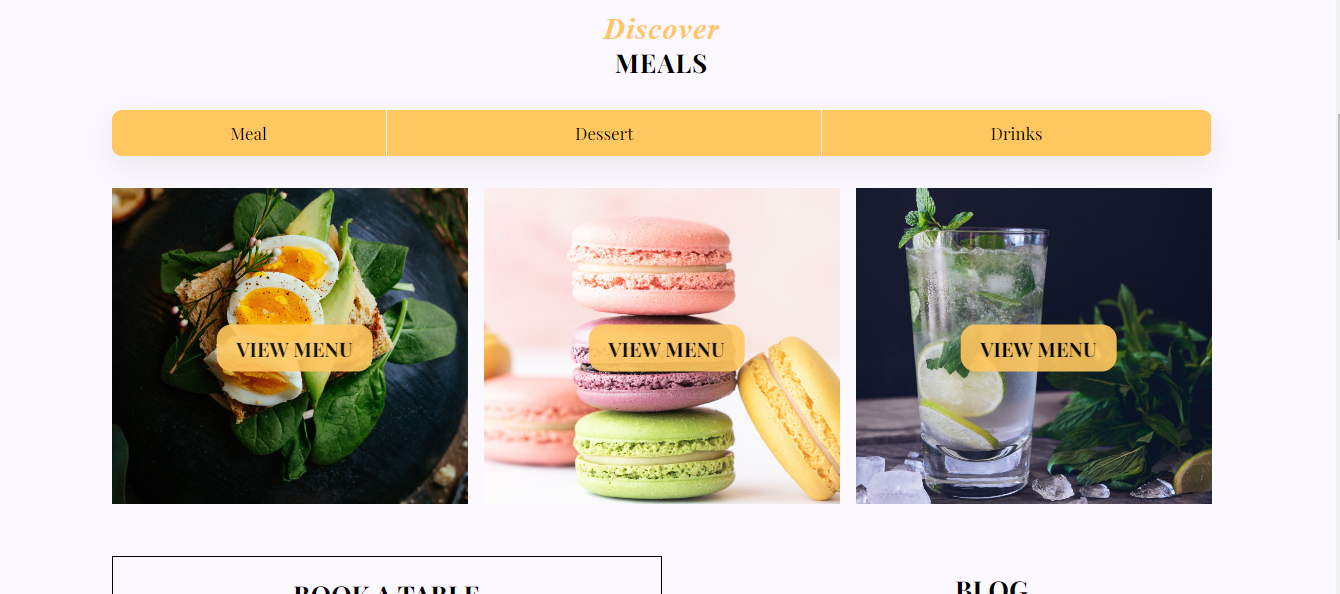 Discover
MEALS
Meal Dessert Drinks
VIEW MENU VIEW MENU VIEW MENU
BOOK A TABLE BLOG